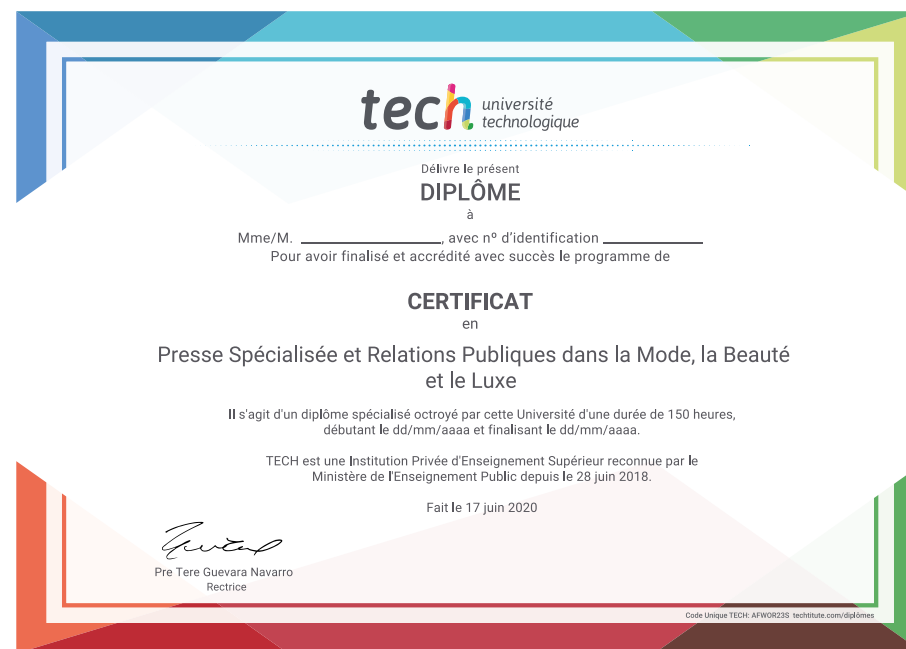 tech université
technologique
Délivre le présent
DIPLÔME
à
Mme/M. ____________________, avec nº d'identification ______________
Pour avoir finalisé et accrédité avec succès le programme de
CERTIFICAT
en
Presse Spécialisée et Relations Publiques dans la Mode, la Beauté
et le Luxe
Il s'agit d'un diplôme spécialisé octroyé par cette Université d'une durée de 150 heures,
débutant le dd/mm/aaaa et finalisant le dd/mm/aaaa.
TECH est une Institution Privée d'Enseignement Supérieur reconnue par le
Ministère de l'Enseignement Public depuis le 28 juin 2018.
Fait le 17 juin 2020
Pre Tere Guevara Navarro
Rectrice
Code Unique TECH: AFWOR23S techtitute.com/diplômes